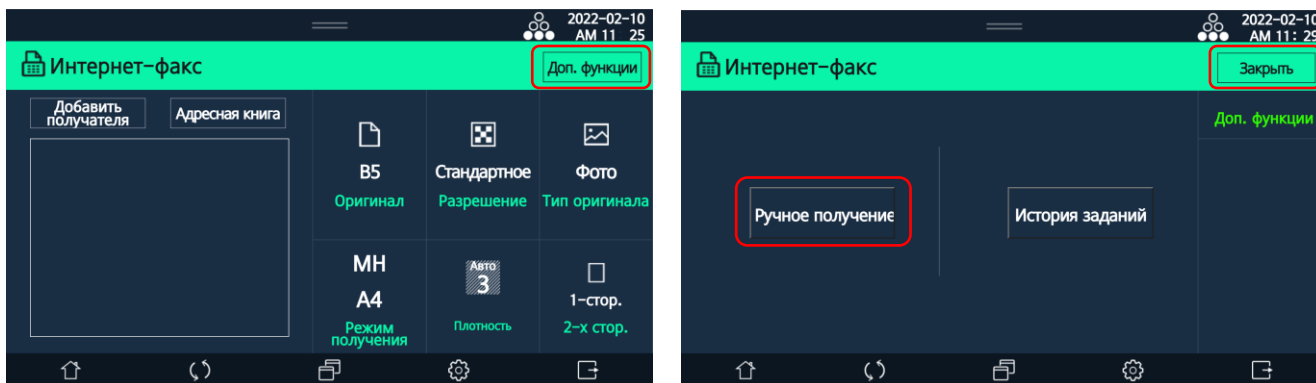 2022-02-10
AM 11 25
Интернет-факс
Доп. функции
Добавить
получателя
Адресная книга
B5
Оригинал
Стандартное
Разрешение
Фото
Тип оригинала
MH
A4
Режим
получения
Авто
3
Плотность
1-стор.
2-х стор.
2022-02-10
AM 11: 29
Интернет-факс
Закрыть
Доп. функции
Ручное получение
История заданий